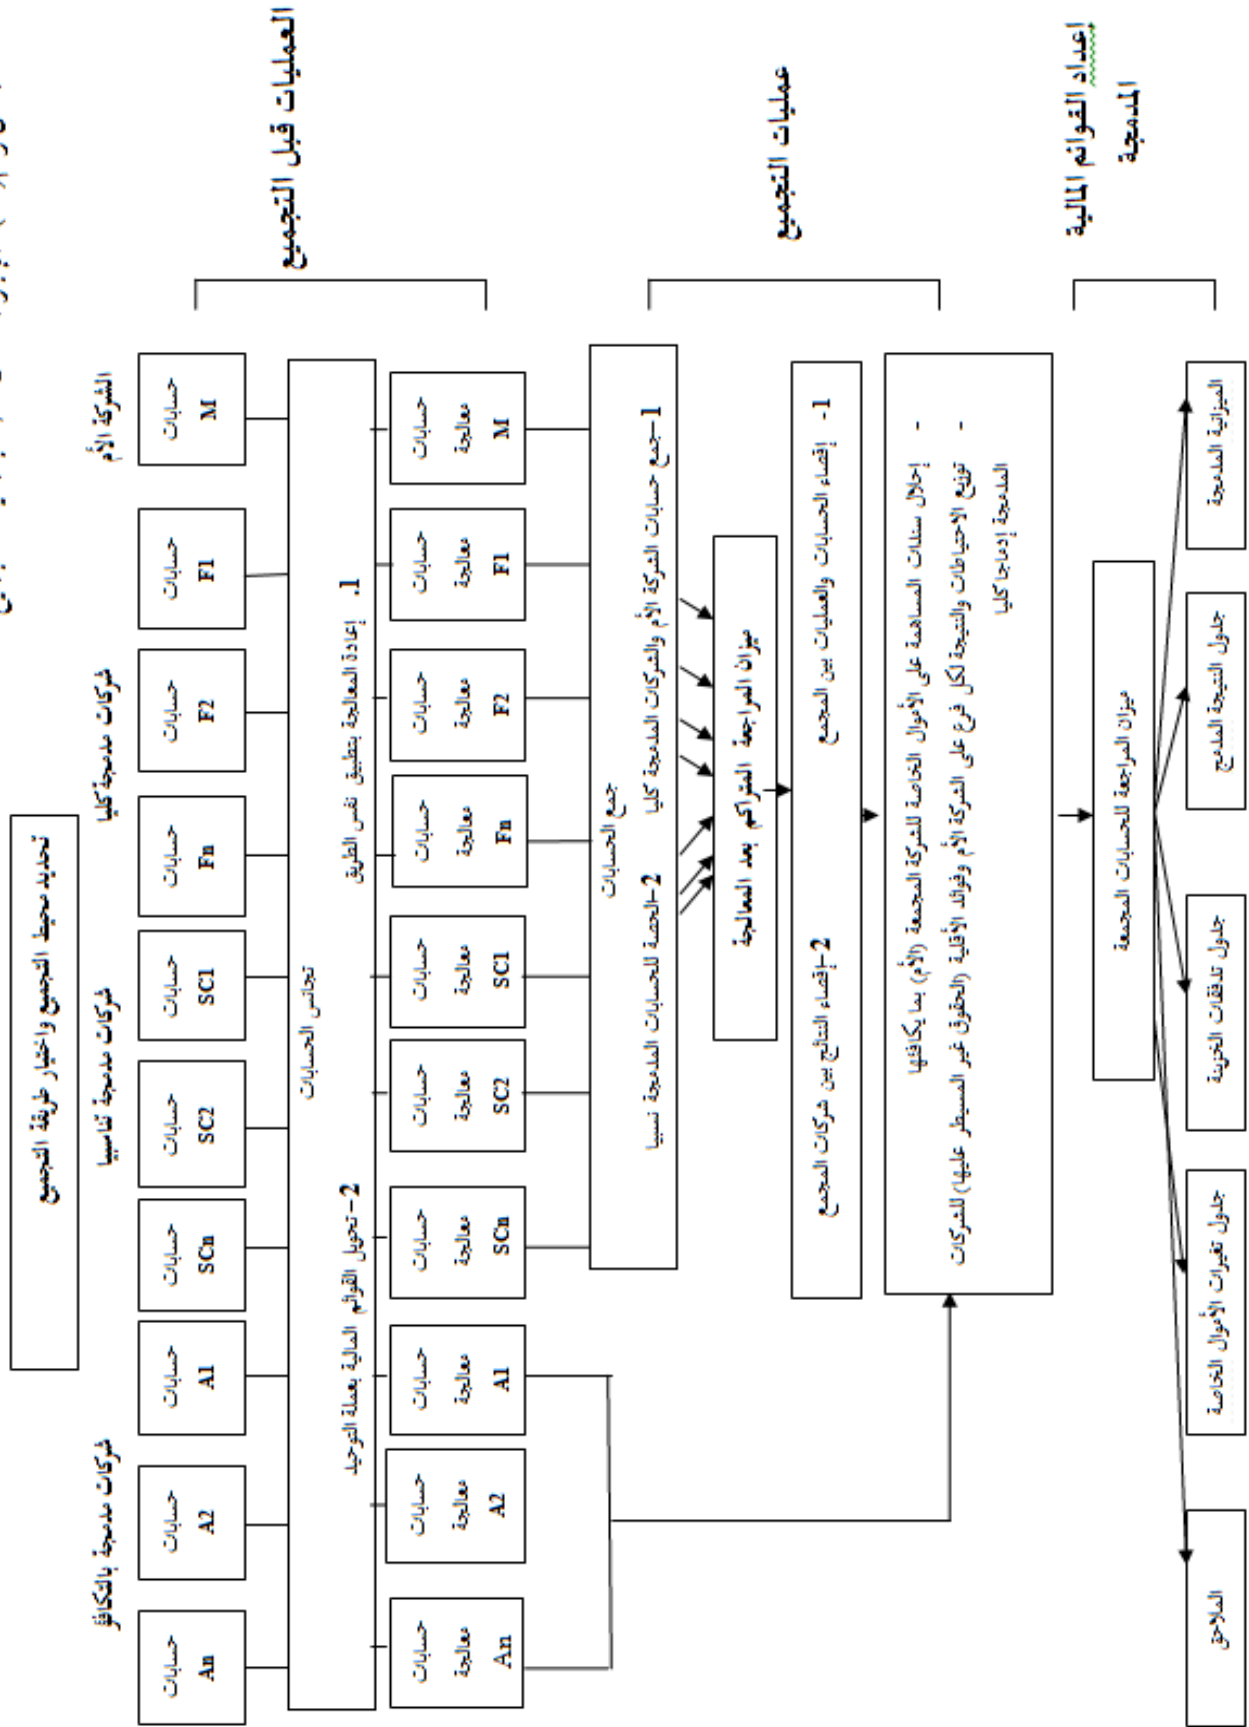 تحديد محيط التجميع واختيار طريقة التجميع
الشركة الأم
شركات مدمجة كليا
شركات مدمجة تناسبيا
شركات مدمجة بالتكافؤ
حسابات
M
حسابات
F1
حسابات
F2
حسابات
Fn
حسابات
SC1
حسابات
SC2
حسابات
SCn
حسابات
A1
حسابات
A2
حسابات
An
العمليات قبل التجميع
تجانس الحسابات
1. إعادة المعالجة بتطبيق نفس الطريق
2- تحويل القوائم المالية بعملة التوحيد
حسابات
معالجة
M
حسابات
معالجة
F1
حسابات
معالجة
F2
حسابات
معالجة
Fn
حسابات
معالجة
SC1
حسابات
معالجة
SC2
حسابات
معالجة
SCn
حسابات
معالجة
A1
حسابات
معالجة
A2
حسابات
معالجة
An
جمع الحسابات
1-جمع حسابات الشركة الأم والشركات المدمجة كليا
2-الحصة للحسابات المدمجة نسبيا
عمليات التجميع
ميزان المراجعة المتراكم بعد المعالجة
1- إقصاء الحسابات والعمليات بين المجمع
2-إقصاء النتائج بين شركات المجمع
- إحلال سندات المساهمة على الأموال الخاصة للشركة المجمعة (الأم) بما يكافئها
- توزيع الاحتياطات والنتيجة لكل فرع على الشركة الأم وفوائد الأقلية (الحقوق غير المسيطر عليها) للشركات
المدمجة إدماجا كليا
إعداد القوائم المالية
المدمجة
ميزان المراجعة للحسابات المجمعة
الميزانية المدمجة
جدول النتيجة المدمج
جدول تدفقات الخزينة
جدول تغيرات الأموال الخاصة
الملاحق